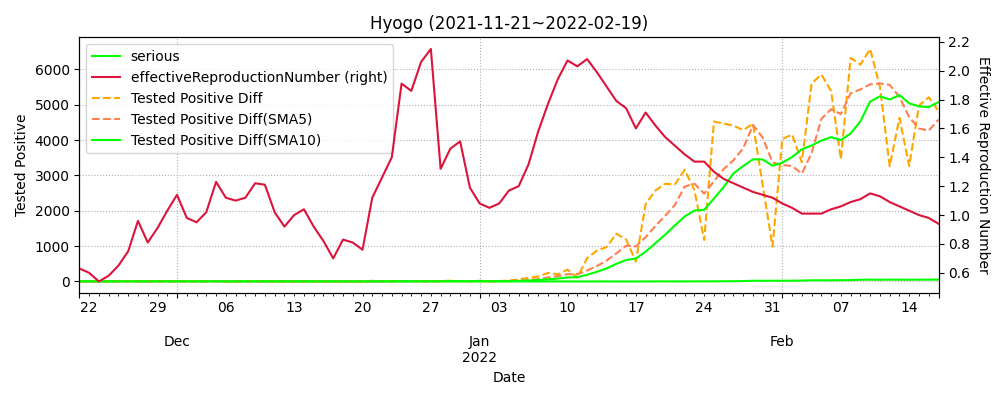 Hyogo (2021-11-21~2022-02-19)
serious
effectiveReproductionNumber (right)
Tested Positive Diff
Tested Positive Diff(SMA5)
Tested Positive Diff(SMA10)
Tested Positive
6000
5000
4000
3000
2000
1000
0
2.2
2.0
1.8
1.6
1.4
1.2
1.0
0.8
0.6
Effective Reproduction Number
22 29 06 13 20 27 03 10 17 24 31 07 14
Dec Jan Feb
2022
Date